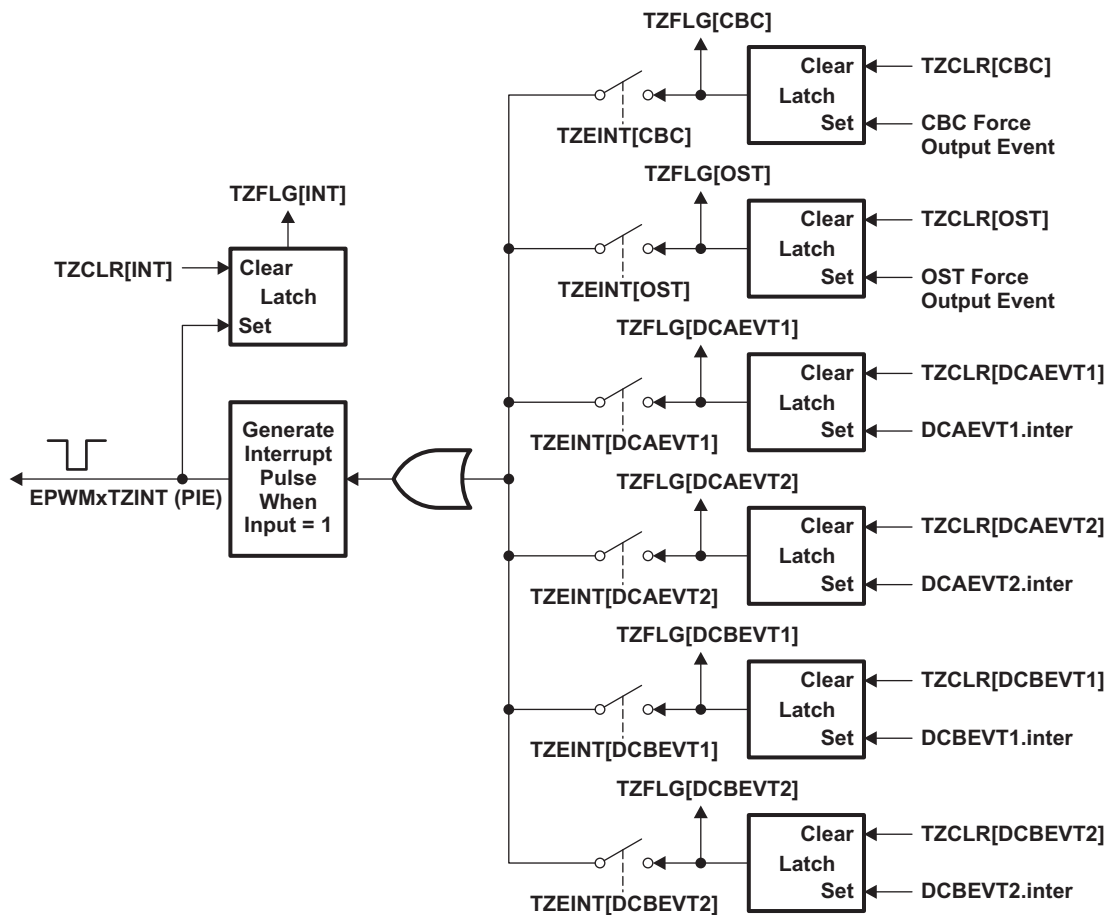 TZFLG[CBC]
Clear
Latch
Set
TZCLR[CBC]
CBC Force
Output Event
TZEINT[CBC]
TZFLG[OST]
Clear
Latch
Set
TZCLR[OST]
OST Force
Output Event
TZEINT[OST]
TZFLG[INT]
TZCLR[INT]
Clear
Latch
Set
TZFLG[DCAEVT1]
Clear
Latch
Set
TZCLR[DCAEVT1]
DCAEVT1.inter
TZEINT[DCAEVT1]
Generate
Interrupt
Pulse
When
Input = 1
EPWMxTZINT (PIE)
TZFLG[DCAEVT2]
Clear
Latch
Set
TZCLR[DCAEVT2]
DCAEVT2.inter
TZEINT[DCAEVT2]
TZFLG[DCBEVT1]
Clear
Latch
Set
TZCLR[DCBEVT1]
DCBEVT1.inter
TZEINT[DCBEVT1]
TZFLG[DCBEVT2]
Clear
Latch
Set
TZCLR[DCBEVT2]
DCBEVT2.inter
TZEINT[DCBEVT2]